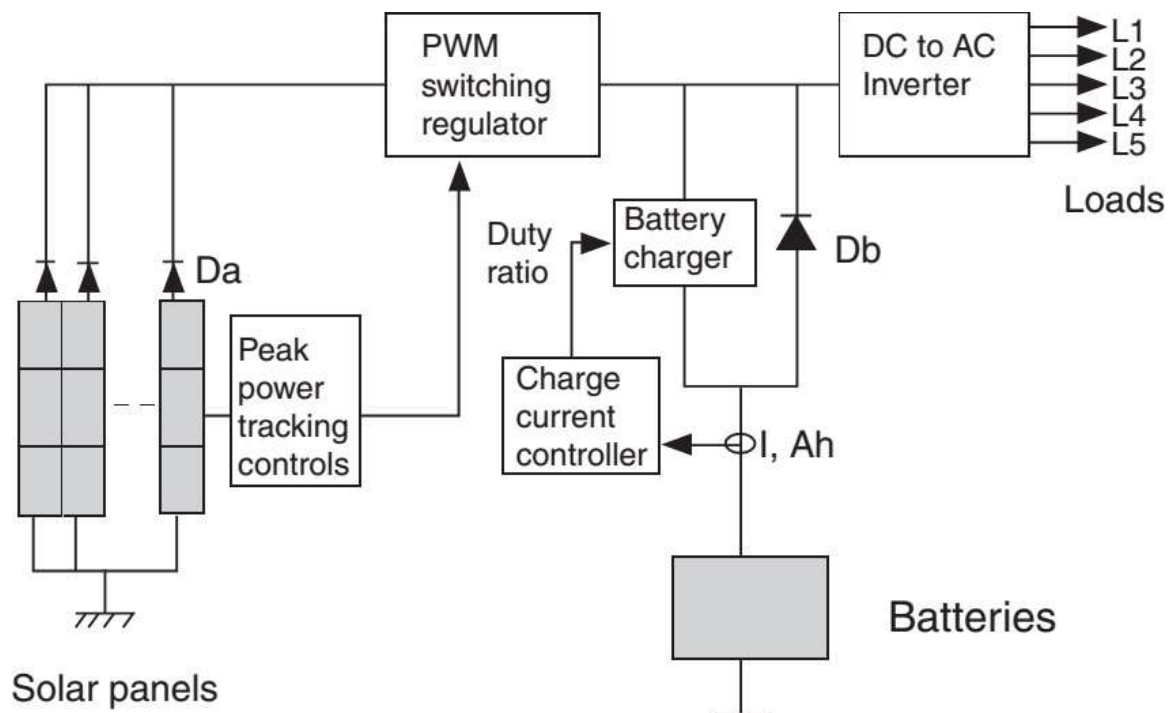 PWM
switching
regulator
DC to AC
Inverter
L1
L2
L3
L4
L5
Loads
Duty
ratio
Battery
charger
Db
Da
Peak
power
tracking
controls
Charge
current
controller
I, Ah
Batteries
Solar panels